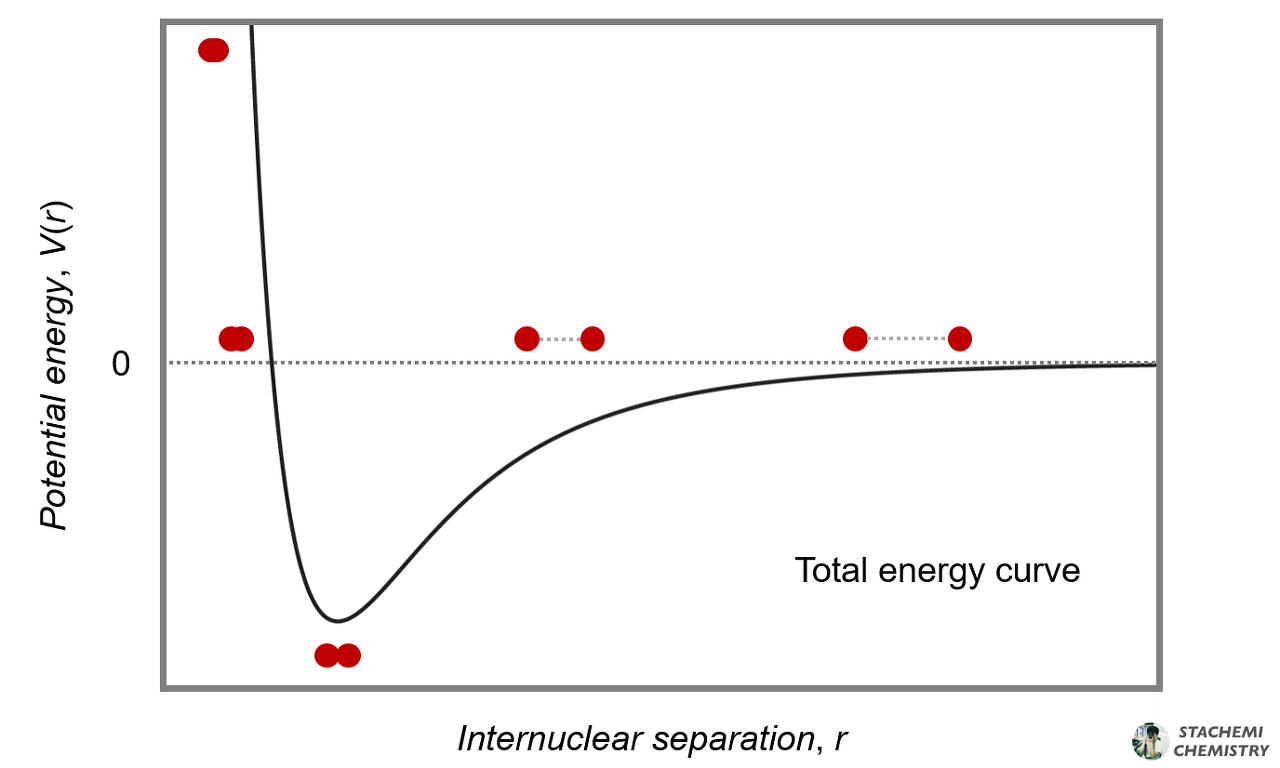 Potential energy, V(r)
0
Total energy curve
Internuclear separation, r
STACHEMI
CHEMISTRY